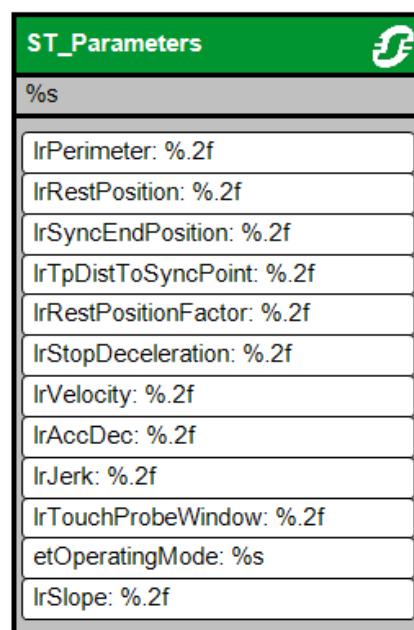 ST_Parameters
%s
lrPerimeter: %.2f
lrRestPosition: %.2f
lrSyncEndPosition: %.2f
lrTpDistToSyncPoint: %.2f
lrRestPositionFactor: %.2f
lrStopDeceleration: %.2f
lrVelocity: %.2f
lrAccDec: %.2f
lrJerk: %.2f
lrTouchProbeWindow: %.2f
etOperatingMode: %s
lrSlope: %.2f